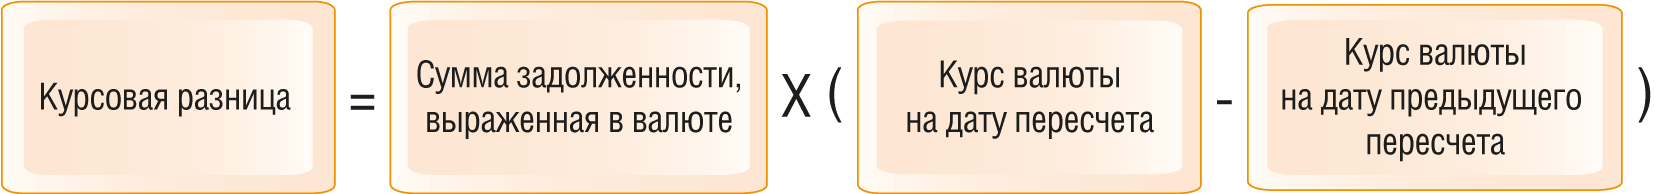 Курсовая разница
=
Сумма задолженности,
выраженная в валюте
X (
Курс валюты
на дату пересчета
-
Курс валюты
на дату предыдущего
пересчета
)